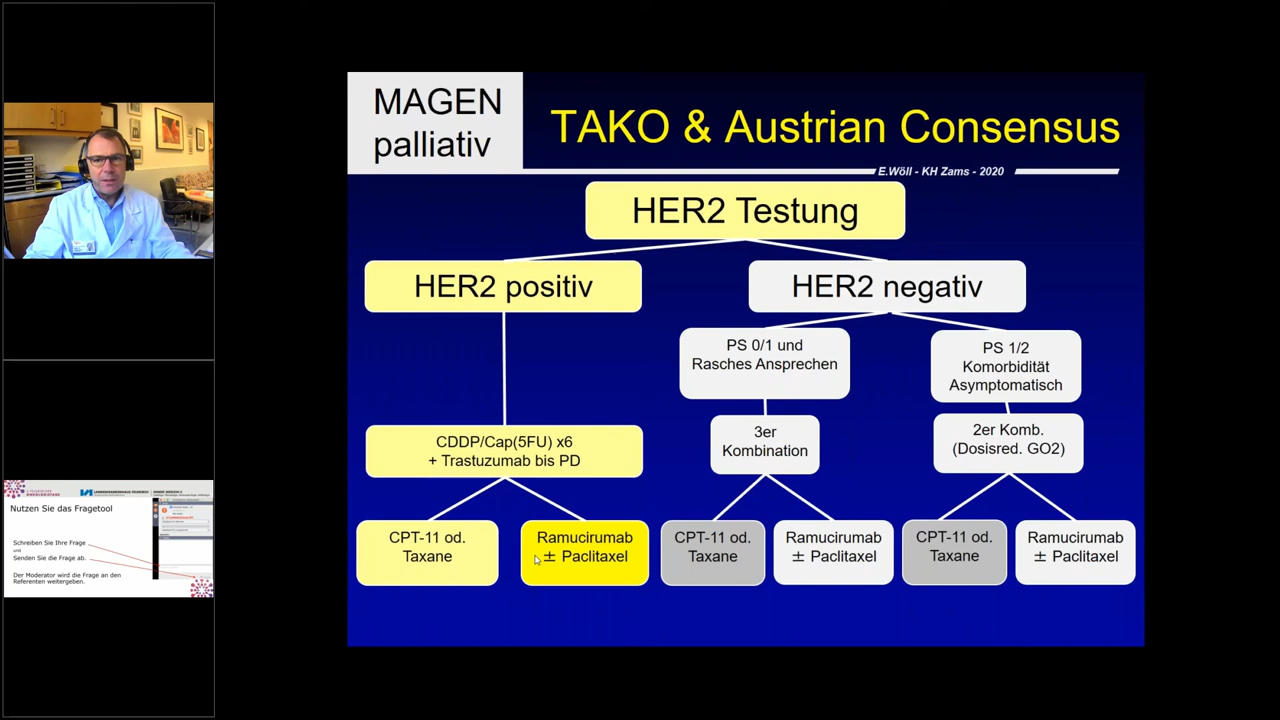 MAGEN
palliativ
TAKO & Austrian Consensus
E.Wöll - KH Zams - 2020
HER2 Testung
HER2 positiv
HER2 negativ
PS 0/1 und
Rasches Ansprechen
PS 1/2
Komorbidität
Asymptomatisch
CDDP/Cap(5FU) x6
+ Trastuzumab bis PD
3er
Kombination
2er Komb.
(Dosisred. GO2)
CPT-11 od.
Taxane
Ramucirumab
± Paclitaxel
CPT-11 od.
Taxane
Ramucirumab
± Paclitaxel
CPT-11 od.
Taxane
Ramucirumab
± Paclitaxel
Nutzen Sie das Fragetool
Schreiben Sie Ihre Frage
und
Senden Sie die Frage ab.
Der Moderator wird die Frage an den
Referenten weitergeben.